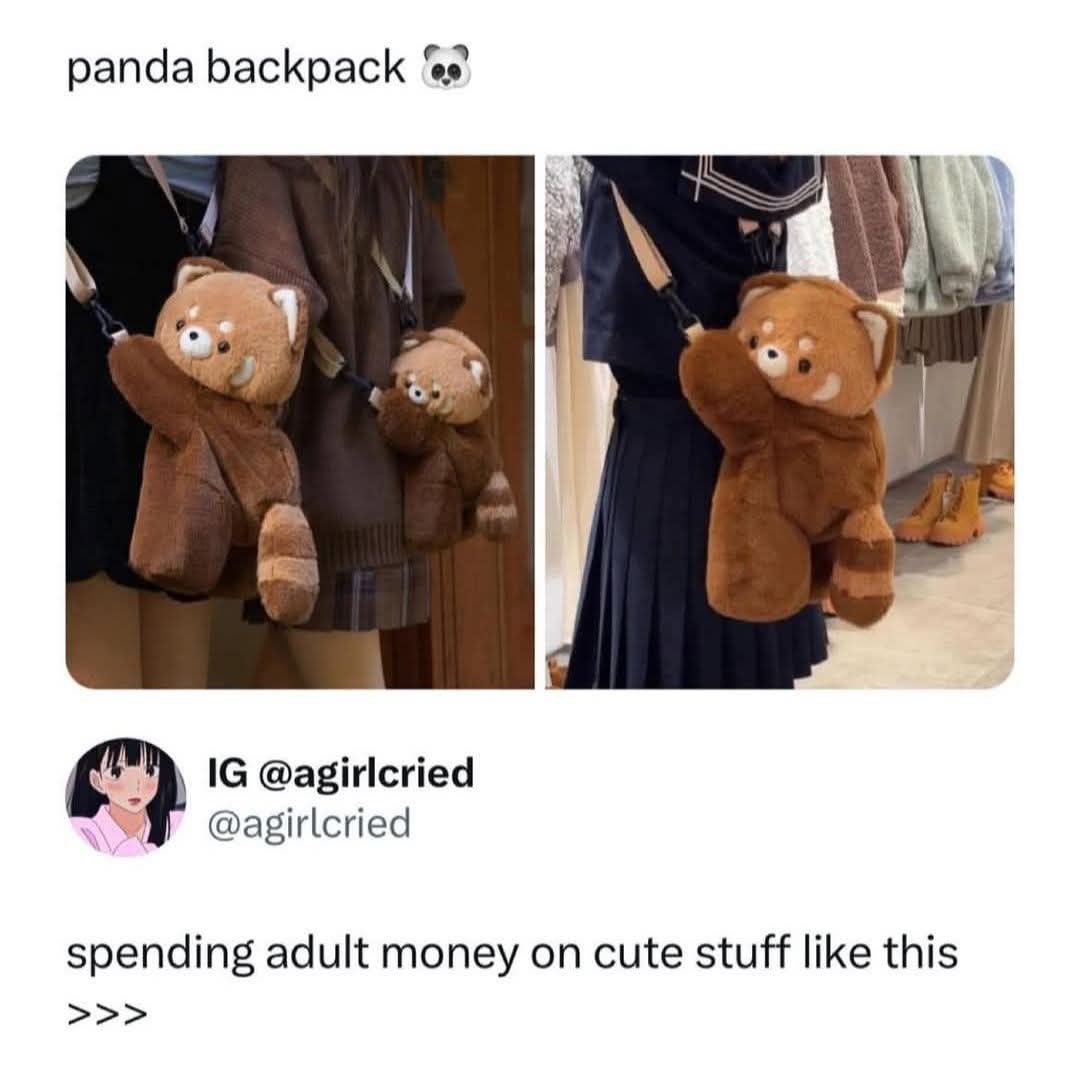 panda backpack 🐼
IG @agirlcried
@agirlcried
spending adult money on cute stuff like this
>>>